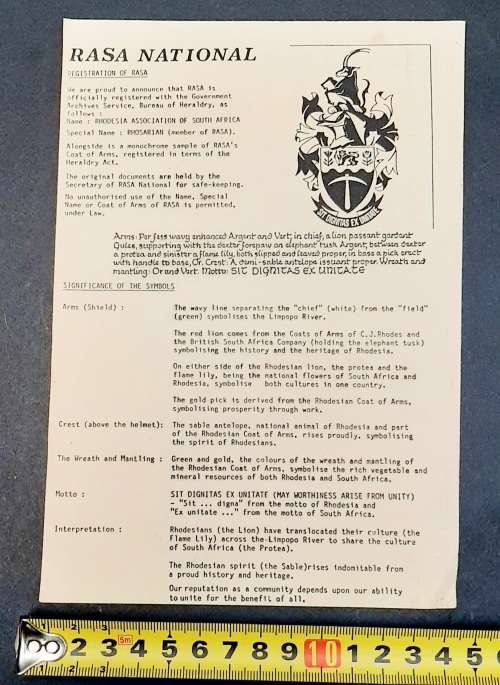 RASA NATIONAL
REGISTRATION OF RASA
We are proud to announce that RASA is
officially registered with the Government
Archives Service, Bureau of Heraldry, as
follows :
Name : RHODESIA ASSOCIATION OF SOUTH AFRICA
Special Name : RHOSARIAN (member of RASA).
Alongside is a monochrome sample of RASA's
Coat of Arms, registered in terms of the
Heraldry Act.
The original documents are held by the
Secretary of RASA National for safe-keeping.
No unauthorised use of the Name, Special
Name or Coat of Arms of RASA is permitted,
under Law.
SIT DIGNITAS EX UNITATE
Arms: Per fess wavy enhanced Argent and Vert, in chief, a lion passant gardant
Gules, supporting with the dexter forepaw an elephant tusk Argent, between dexter
a protea and sinister a flame lily, both slipped and leaved proper, in base a pick erect
with handle to base, Or. Crest: A demi-sable antelope issuant proper. Wreath and
mantling: Or and Vert. Motto: SIT DIGNITAS EX UNITATE
SIGNIFICANCE OF THE SYMBOLS
Arms (Shield) : The wavy line separating the "chief" (white) from the "field"
(green) symbolises the Limpopo River.
The red lion comes from the Coats of Arms of C.J.Rhodes and
the British South Africa Company (holding the elephant tusk)
symbolising the history and the heritage of Rhodesia.
On either side of the Rhodesian lion, the protea and the
flame lily, being the national flowers of South Africa and
Rhodesia, symbolise both cultures in one country.
The gold pick is derived from the Rhodesian Coat of Arms,
symbolising prosperity through work.
Crest (above the helmet): The sable antelope, national animal of Rhodesia and part
of the Rhodesian Coat of Arms, rises proudly, symbolising
the spirit of Rhodesians.
The Wreath and Mantling : Green and gold, the colours of the wreath and mantling of
the Rhodesian Coat of Arms, symbolise the rich vegetable and
mineral resources of both Rhodesia and South Africa.
Motto : SIT DIGNITAS EX UNITATE (MAY WORTHINESS ARISE FROM UNITY)
- "Sit ... digna" from the motto of Rhodesia and
"Ex unitate ..." from the motto of South Africa.
Interpretation : Rhodesians (the Lion) have translocated their culture (the
Flame Lily) across the Limpopo River to share the culture
of South Africa (the Protea).
The Rhodesian spirit (the Sable)rises indomitable from
a proud history and heritage.
Our reputation as a community depends upon our ability
to unite for the benefit of all.
1 2 3
5m
2 3 4 5 6 7 8 9 10 1 2 3 4 5